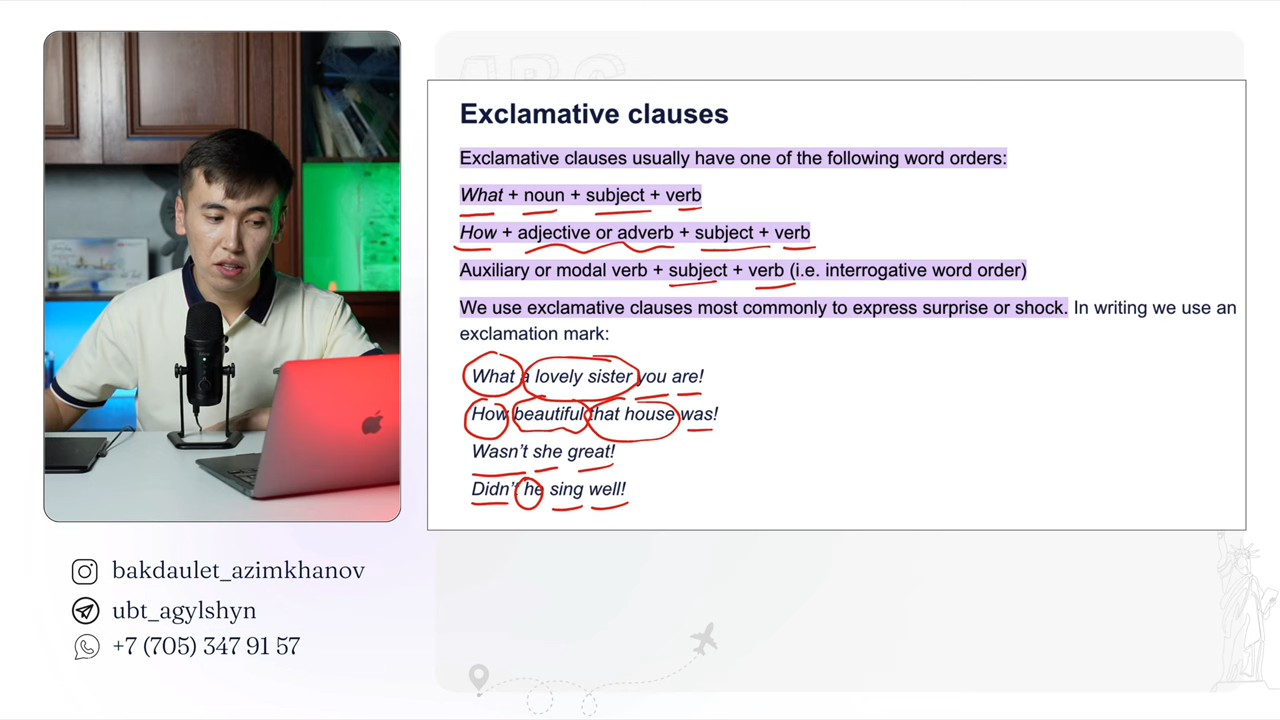 Exclamative clauses
Exclamative clauses usually have one of the following word orders:
What + noun + subject + verb
How + adjective or adverb + subject + verb
Auxiliary or modal verb + subject + verb (i.e. interrogative word order)
We use exclamative clauses most commonly to express surprise or shock. In writing we use an
exclamation mark:
What a lovely sister you are!
How beautiful that house was!
Wasn't she great!
Didn't he sing well!
bakdaulet_azimkhanov
ubt_agylshyn
+7 (705) 347 91 57